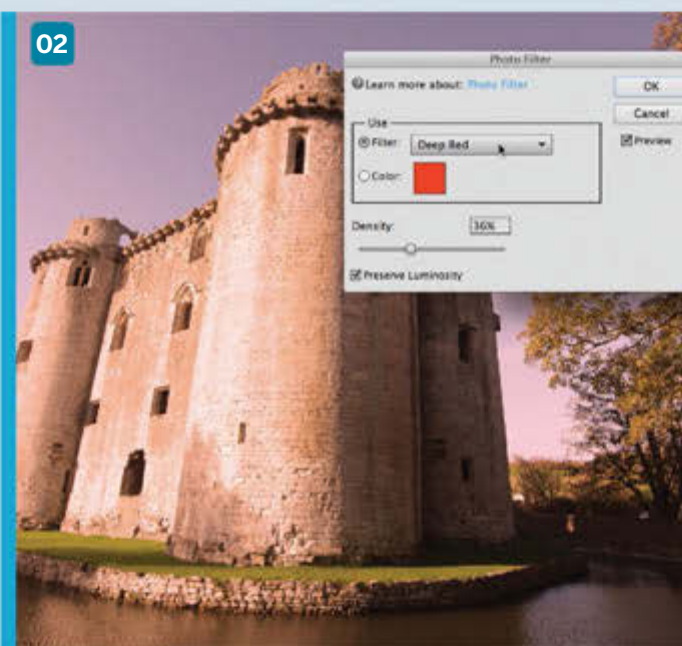 02
Photo Filter
Learn more about: Photo Filter
OK
Cancel
Preview
Use
Filter: Deep Red
Color:
Density: 36%
Preserve Luminosity